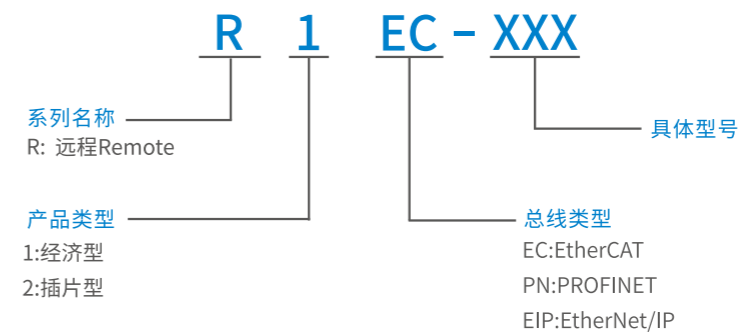 R 1 EC-XXX
系列名称
R: 远程Remote
具体型号
产品类型
1:经济型
2:插片型
总线类型
EC:EtherCAT
PN:PROFINET
EIP:EtherNet/IP